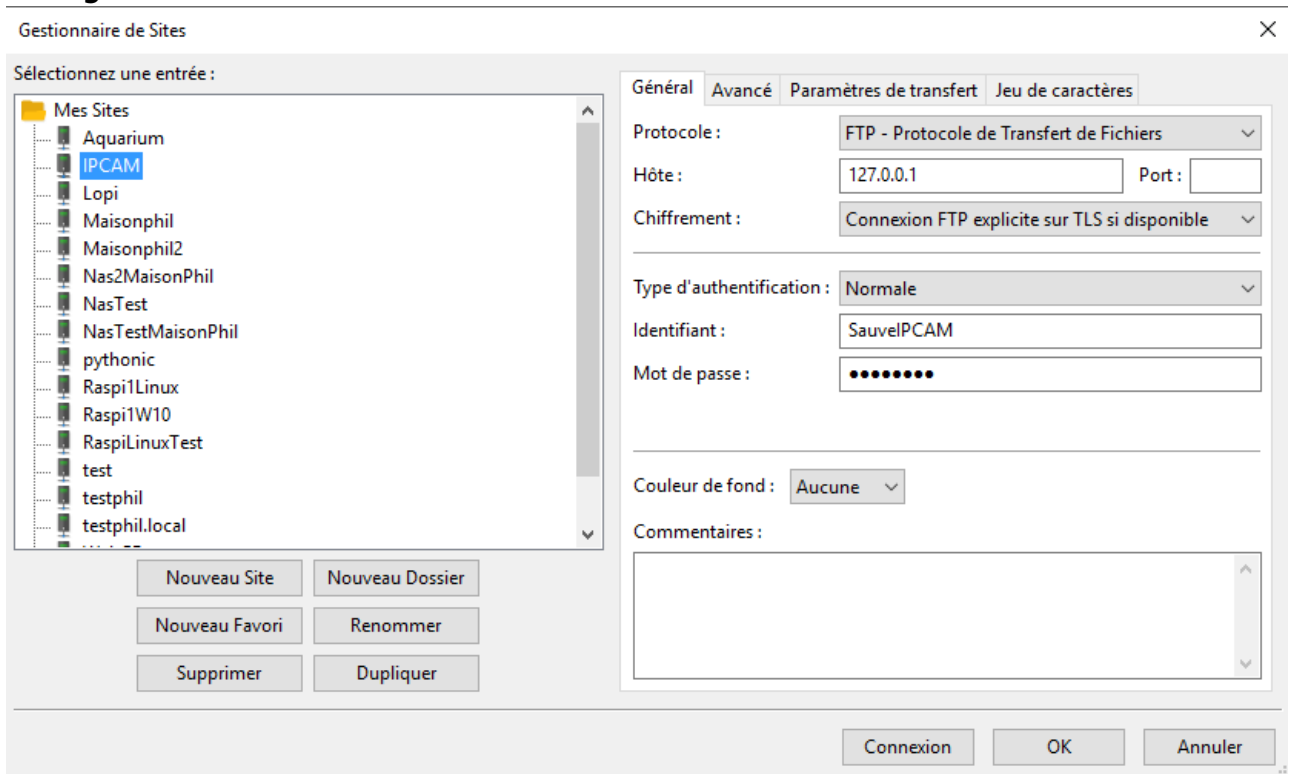 Gestionnaire de Sites
Sélectionnez une entrée :
Mes Sites
Aquarium
IPCAM
Lopi
Maisonphil
Maisonphil2
Nas2MaisonPhil
NasTest
NasTestMaisonPhil
pythonic
Raspi1Linux
Raspi1W10
RaspiLinuxTest
test
testphil
testphil.local
Nouveau Site
Nouveau Dossier
Nouveau Favori
Renommer
Supprimer
Dupliquer
Général Avancé Paramètres de transfert Jeu de caractères
Protocole : FTP - Protocole de Transfert de Fichiers
Hôte : 127.0.0.1 Port :
Chiffrement : Connexion FTP explicite sur TLS si disponible
Type d'authentification : Normale
Identifiant : SauveIPCAM
Mot de passe : ●●●●●●●●
Couleur de fond : Aucune
Commentaires :
Connexion OK Annuler